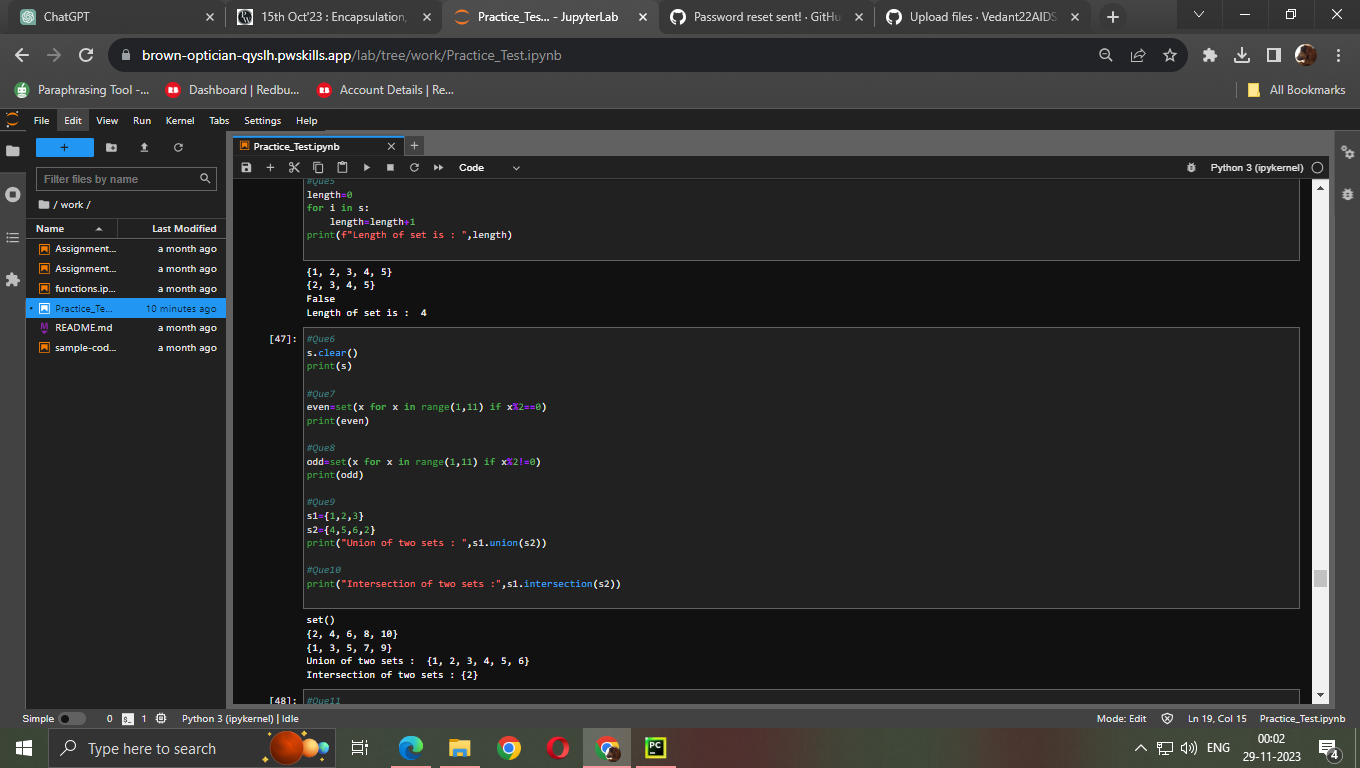 ChatGPT
15th Oct'23 : Encapsulation,
Practice_Tes... - JupyterLab
Password reset sent! · GitHu
Upload files · Vedant22AIDS
brown-optician-qyslh.pwskills.app/lab/tree/work/Practice_Test.ipynb
Paraphrasing Tool -...
Dashboard | Redbu...
Account Details | Re...
All Bookmarks
File Edit View Run Kernel Tabs Settings Help
Filter files by name
/ work /
Name Last Modified
Assignment... a month ago
Assignment... a month ago
functions.ip... a month ago
Practice_Te... 10 minutes ago
README.md a month ago
sample-cod... a month ago
Practice_Test.ipynb
Code
Python 3 (ipykernel)
#Que5
length=0
for i in s:
    length=length+1
print(f"Length of set is : ",length)
{1, 2, 3, 4, 5}
{2, 3, 4, 5}
False
Length of set is :  4
[47]:
#Que6
s.clear()
print(s)
#Que7
even=set(x for x in range(1,11) if x%2==0)
print(even)
#Que8
odd=set(x for x in range(1,11) if x%2!=0)
print(odd)
#Que9
s1={1,2,3}
s2={4,5,6,2}
print("Union of two sets : ",s1.union(s2))
#Que10
print("Intersection of two sets :",s1.intersection(s2))
set()
{2, 4, 6, 8, 10}
{1, 3, 5, 7, 9}
Union of two sets :  {1, 2, 3, 4, 5, 6}
Intersection of two sets : {2}
[48]: #Que11
Simple 0 1 Python 3 (ipykernel) | Idle
Mode: Edit Ln 19, Col 15 Practice_Test.ipynb
Type here to search
PC
ENG
00:02
29-11-2023
4